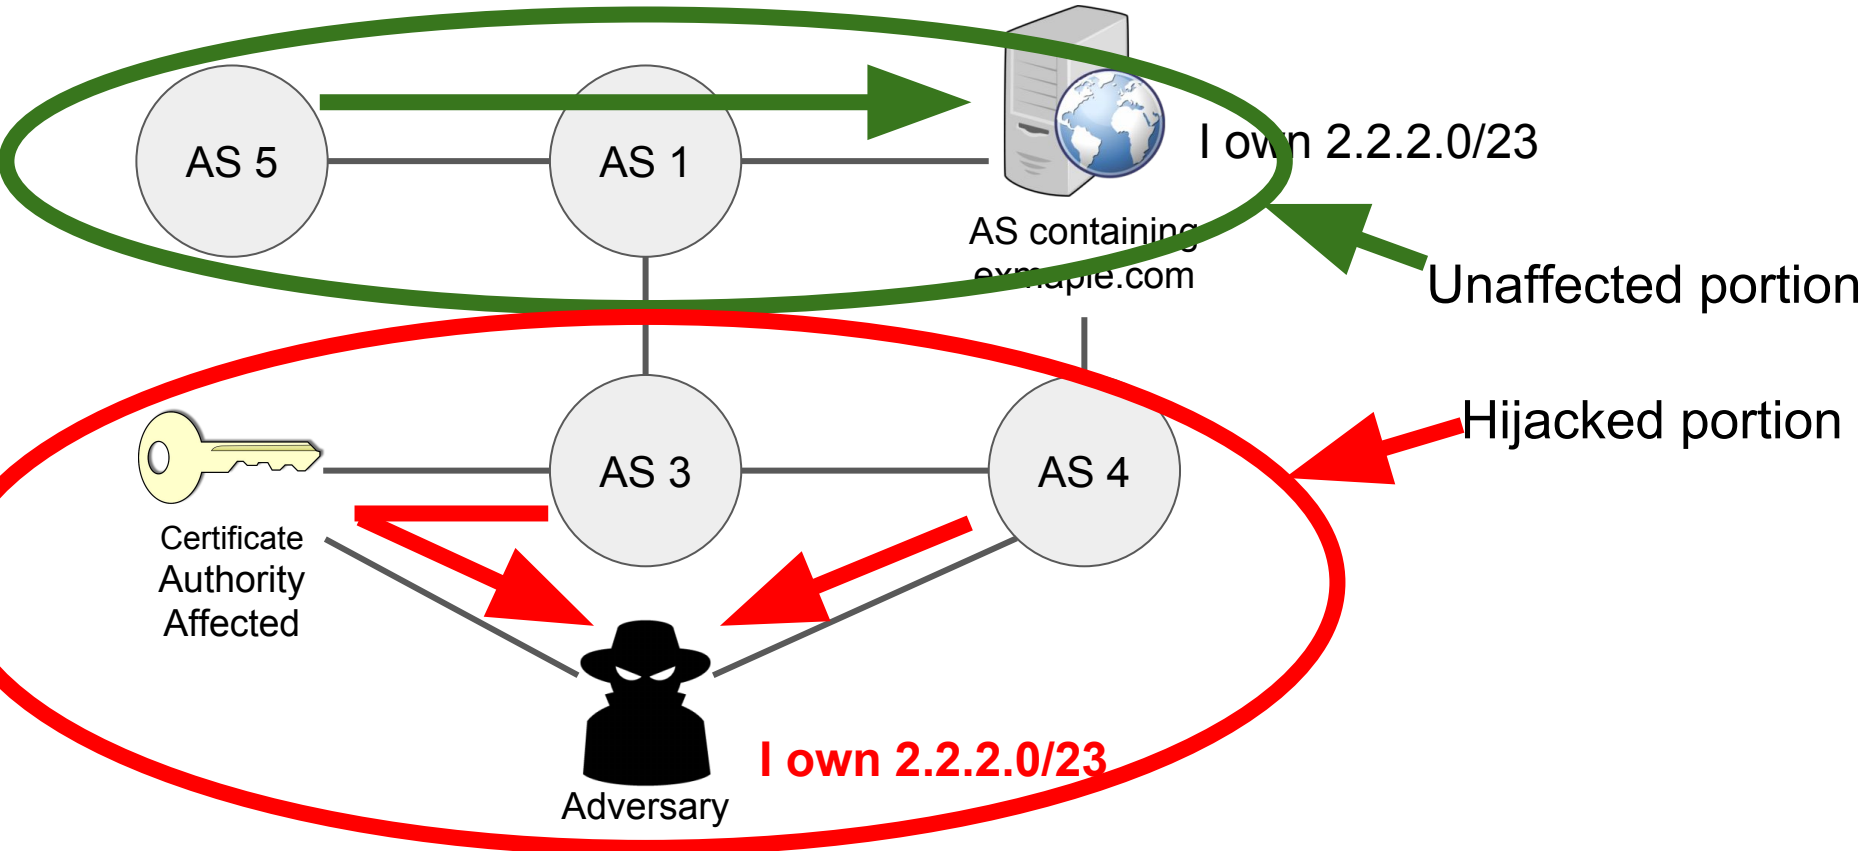 AS 5
AS 1
I own 2.2.2.0/23
AS containing
exmaple.com
Unaffected portion
Hijacked portion
AS 3
AS 4
Certificate
Authority
Affected
I own 2.2.2.0/23
Adversary